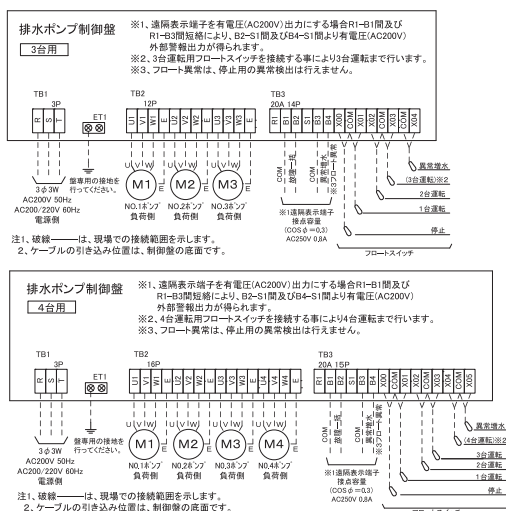 排水ポンプ制御盤
3台用
※1、遠隔表示端子を有電圧(AC200V)出力にする場合R1-B1間及び
R1-B3間短絡により、B2-S1間及びB4-S1間より有電圧(AC200V)
外部警報出力が得られます。
※2、3台運転用フロートスイッチを接続する事により3台運転まで行います。
※3、フロート異常は、停止用の異常検出は行えません。
TB1
3P
R S T
ET1
TB2
12P
U1 V1 W1 E U2 V2 W2 E U3 V3 W3 E
TB3
20A 14P
R1 B1 B2 S1 B3 B4 X00 COM X01 X02 COM X03 COM X04
3φ3W
AC200V 50Hz
AC200/220V 60Hz
電源側
盤専用の接地を
行ってください。
U V W E
M1
NO.1ポンプ
負荷側
U V W E
M2
NO.2ポンプ
負荷側
U V W E
M3
NO.3ポンプ
負荷側
COM
故障一括
COM
異常増水
※3フロート異常
※1遠隔表示端子
接点容量
(COSφ=0,3)
AC250V 0,8A
異常増水
(3台運転)※2
2台運転
1台運転
停止
フロートスイッチ
注1、破線-----は、現場での接続範囲を示します。
2、ケーブルの引き込み位置は、制御盤の底面です。
排水ポンプ制御盤
4台用
※1、遠隔表示端子を有電圧(AC200V)出力にする場合R1-B1間及び
R1-B3間短絡により、B2-S1間及びB4-S1間より有電圧(AC200V)
外部警報出力が得られます。
※2、4台運転用フロートスイッチを接続する事により4台運転まで行います。
※3、フロート異常は、停止用の異常検出は行えません。
TB1
3P
R S T
ET1
TB2
16P
U1 V1 W1 E U2 V2 W2 E U3 V3 W3 E U4 V4 W4 E
TB3
20A 15P
R1 B1 B2 S1 B3 B4 X00 COM X01 X02 COM X03 X04 COM X05
3φ3W
AC200V 50Hz
AC200/220V 60Hz
電源側
盤専用の接地を
行ってください。
U V W E
M1
NO,1ポンプ
負荷側
U V W E
M2
NO,2ポンプ
負荷側
U V W E
M3
NO,3ポンプ
負荷側
U V W E
M4
NO,4ポンプ
負荷側
COM
故障一括
COM
異常増水
※3フロート異常
※1遠隔表示端子
接点容量
(COSφ=0,3)
AC250V 0,8A
異常増水
(4台運転)※2
3台運転
2台運転
1台運転
停止
注1、破線-----は、現場での接続範囲を示します。
2、ケーブルの引き込み位置は、制御盤の底面です。